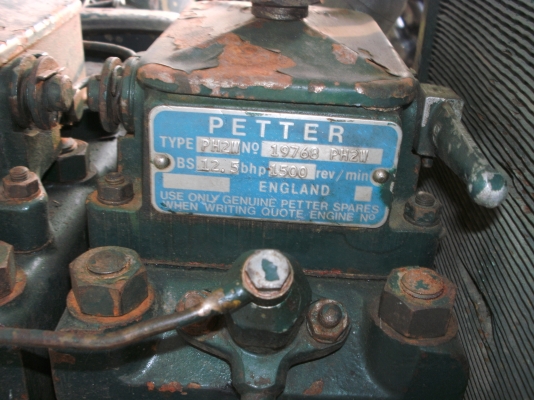 PETTER
TYPE PH2W Nº 19768 PH2W
BS 12.5 bhp 1500 rev/min
ENGLAND
USE ONLY GENUINE PETTER SPARES
WHEN WRITING QUOTE ENGINE Nº